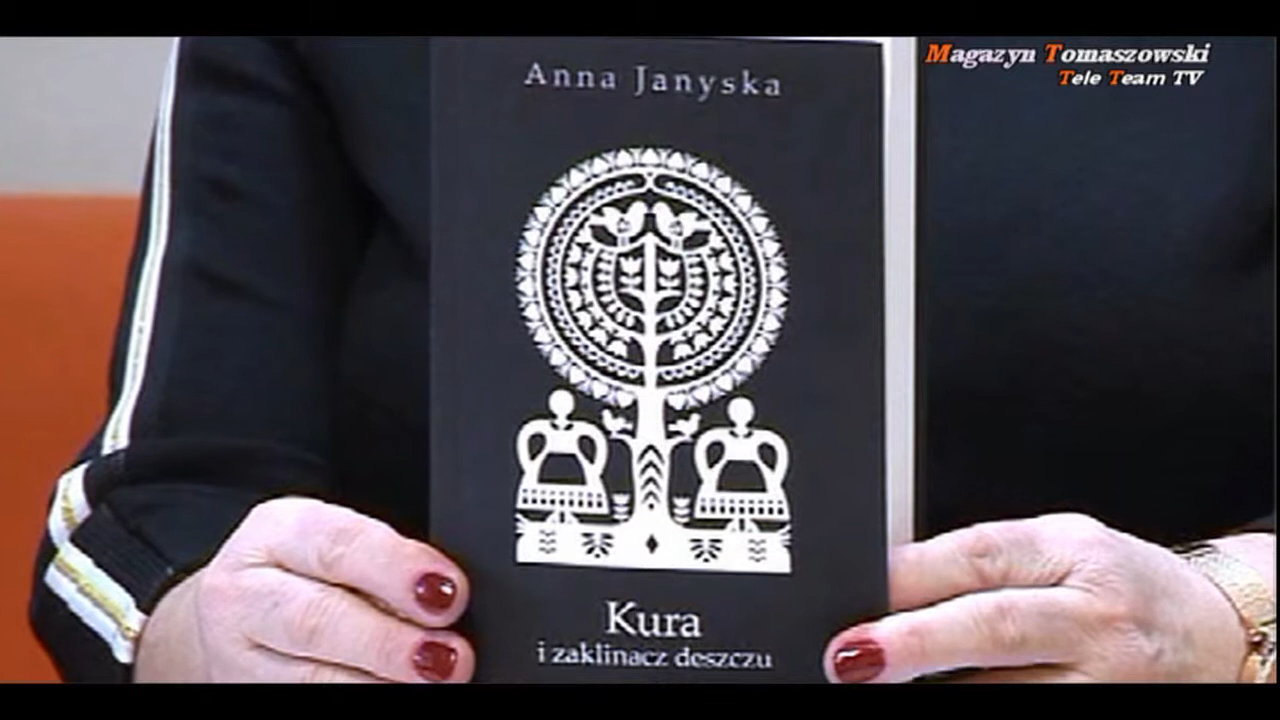 Magazyn Tomaszowski
Tele Team TV
Anna Janyska
Kura
i zaklinacz deszczu